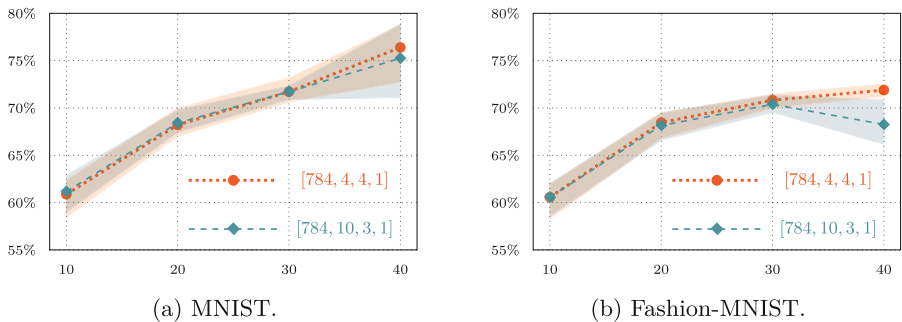 80%
75%
70%
65%
60%
55%
10 20 30 40
[784, 4, 4, 1]
[784, 10, 3, 1]
(a) MNIST.
80%
75%
70%
65%
60%
55%
10 20 30 40
[784, 4, 4, 1]
[784, 10, 3, 1]
(b) Fashion-MNIST.